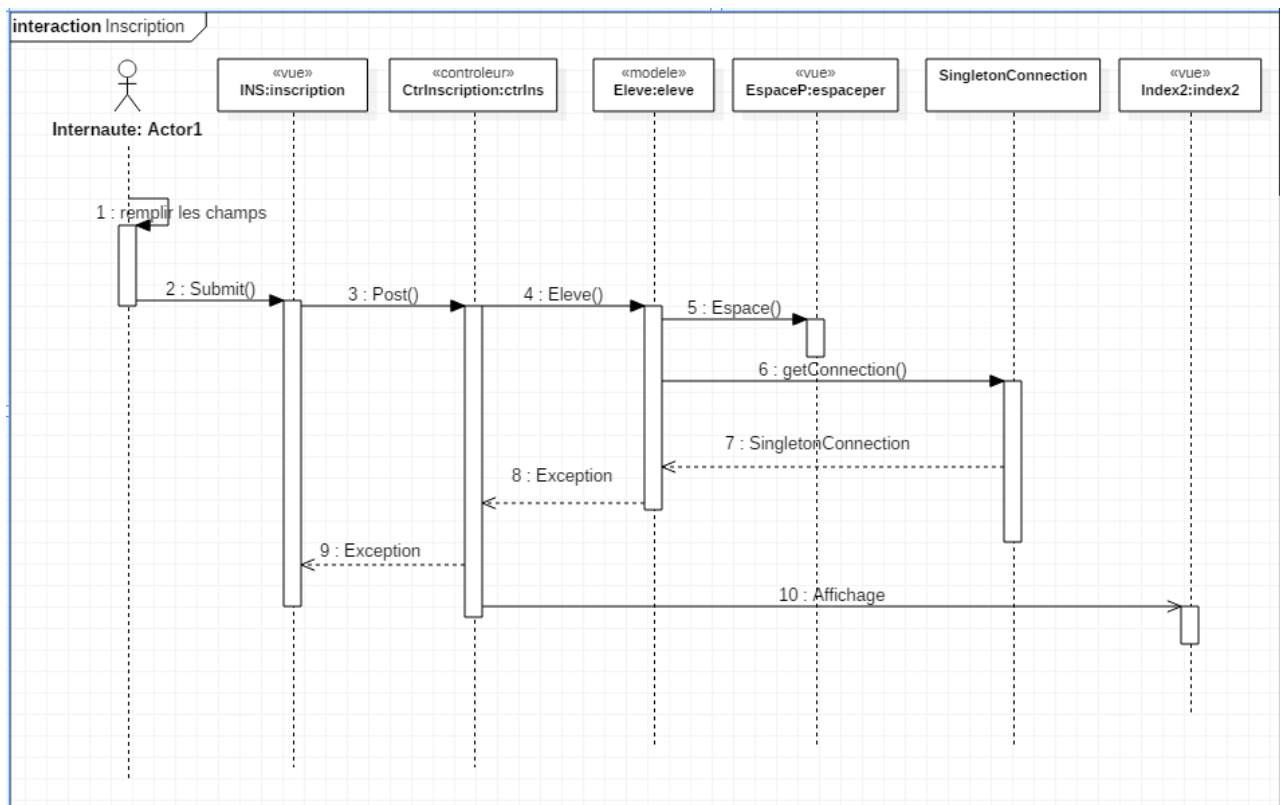 interaction Inscription
«vue»
INS:inscription
«controleur»
CtrInscription:ctrIns
«modele»
Eleve:eleve
«vue»
EspaceP:espaceper
SingletonConnection
«vue»
Index2:index2
Internaute: Actor1
1 : remplir les champs
2 : Submit()
3 : Post()
4 : Eleve()
5 : Espace()
6 : getConnection()
7 : SingletonConnection
8 : Exception
9 : Exception
10 : Affichage